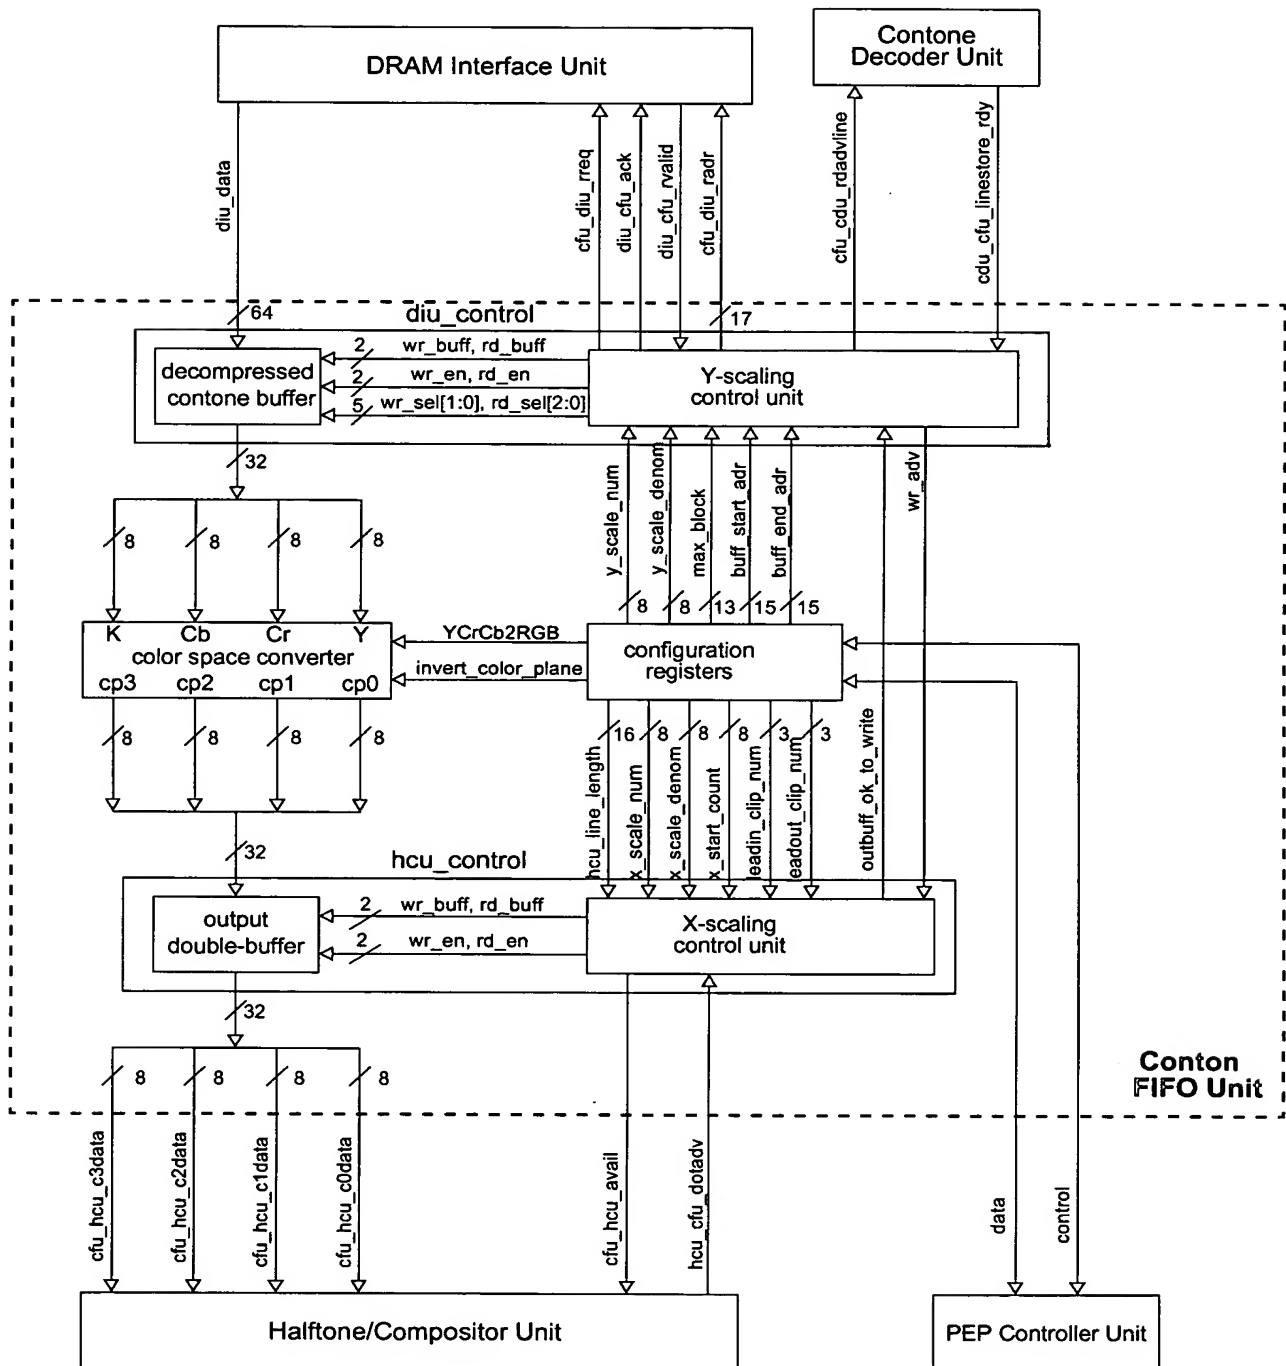 DRAM Interface Unit
Contone
Decoder Unit
diu_data
cfu_diu_rreq
diu_cfu_ack
diu_cfu_rvalid
cfu_diu_radr
cfu_cdu_rdadvline
cdu_cfu_linestore_rdy
64
diu_control
17
decompressed
contone buffer
2
wr_buff, rd_buff
2
wr_en, rd_en
5
wr_sel[1:0], rd_sel[2:0]
Y-scaling
control unit
32
8
8
8
8
y_scale_num
y_scale_denom
max_block
buff_start_adr
buff_end_adr
wr_adv
8
8
13
15
15
K
Cb
Cr
Y
color space converter
cp3
cp2
cp1
cp0
YCrCb2RGB
invert_color_plane
configuration
registers
8
8
8
8
16
8
8
8
3
3
hcu_line_length
x_scale_num
x_scale_denom
x_start_count
leadin_clip_num
leadout_clip_num
outbuff_ok_to_write
32
hcu_control
output
double-buffer
2
wr_buff, rd_buff
2
wr_en, rd_en
X-scaling
control unit
32
8
8
8
8
Conton
FIFO Unit
cfu_hcu_c3data
cfu_hcu_c2data
cfu_hcu_c1data
cfu_hcu_c0data
cfu_hcu_avail
hcu_cfu_dotadv
data
control
Halftone/Compositor Unit
PEP Controller Unit